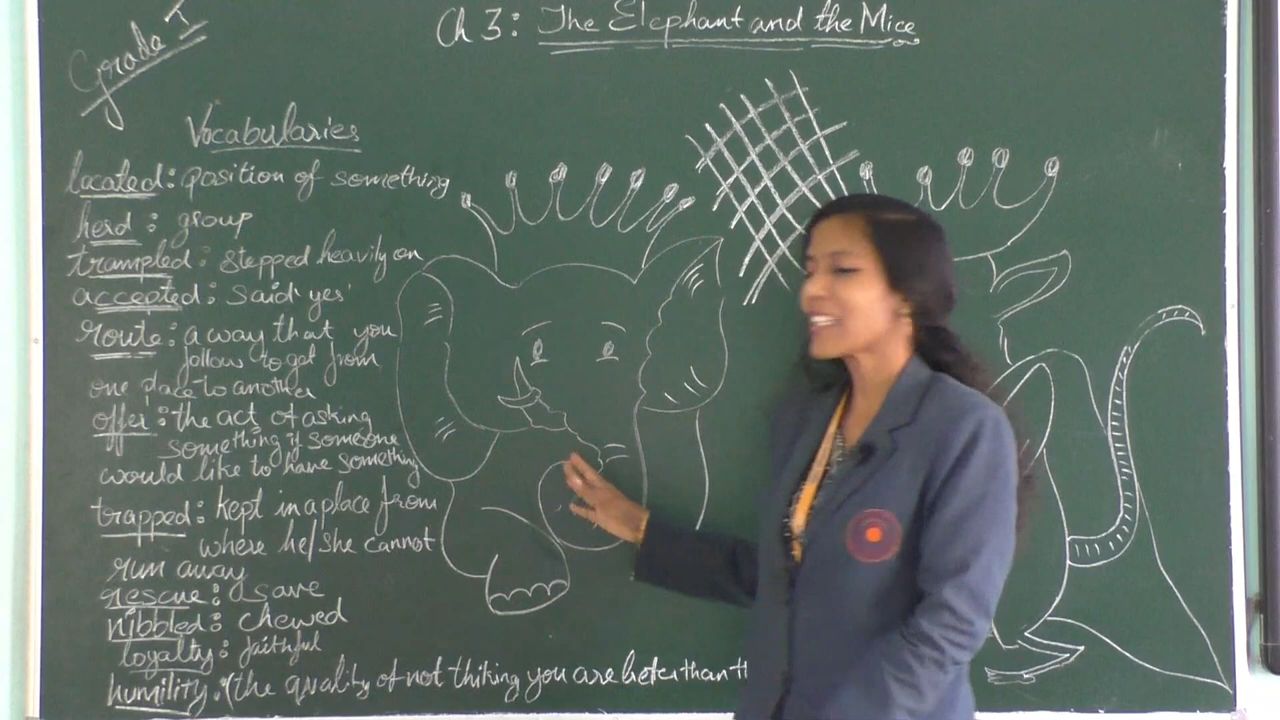 Grade I
Ch 3: The Elephant and the Mice
Vocabularies
located: position of something
herd: group
trampled: stepped heavily on
accepted: said 'yes'
route: a way that you
follow to get from
one place to another
offer: the act of asking
something if someone
would like to have something
trapped: kept in a place from
where he/she cannot
run away
rescue: save
nibbled: chewed
loyalty: faithful
humility: (the quality of not thiking you are better than